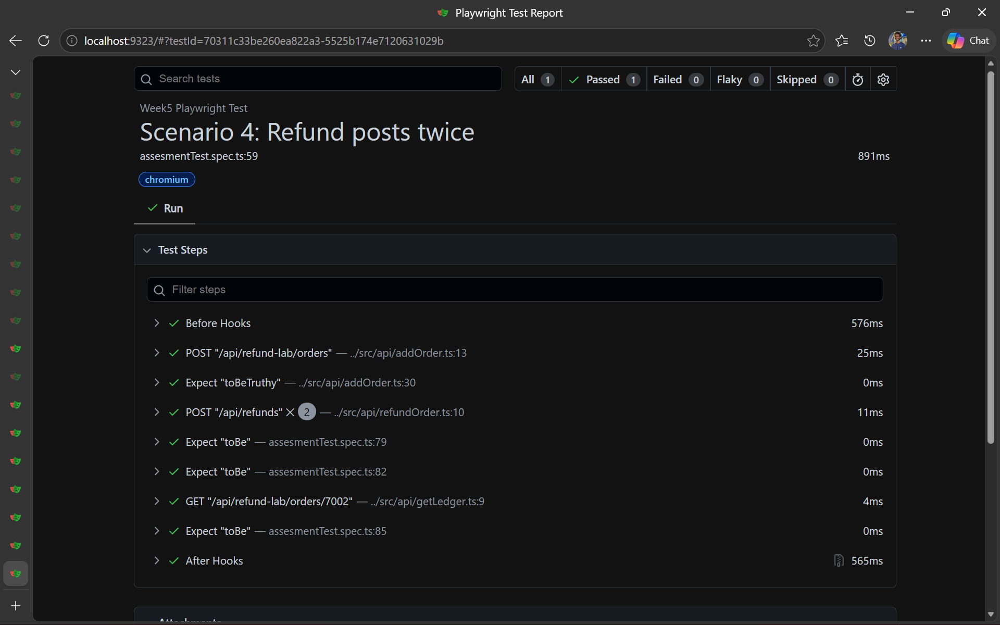 Playwright Test Report
localhost:9323/#?testId=70311c33be260ea822a3-5525b174e7120631029b
Chat
Search tests
All 1
Passed 1
Failed 0
Flaky 0
Skipped 0
Week5 Playwright Test
Scenario 4: Refund posts twice
assesmentTest.spec.ts:59
891ms
chromium
Run
Test Steps
Filter steps
Before Hooks 576ms
POST "/api/refund-lab/orders" — ../src/api/addOrder.ts:13 25ms
Expect "toBeTruthy" — ../src/api/addOrder.ts:30 0ms
POST "/api/refunds" × 2 — ../src/api/refundOrder.ts:10 11ms
Expect "toBe" — assesmentTest.spec.ts:79 0ms
Expect "toBe" — assesmentTest.spec.ts:82 0ms
GET "/api/refund-lab/orders/7002" — ../src/api/getLedger.ts:9 4ms
Expect "toBe" — assesmentTest.spec.ts:85 0ms
After Hooks 565ms